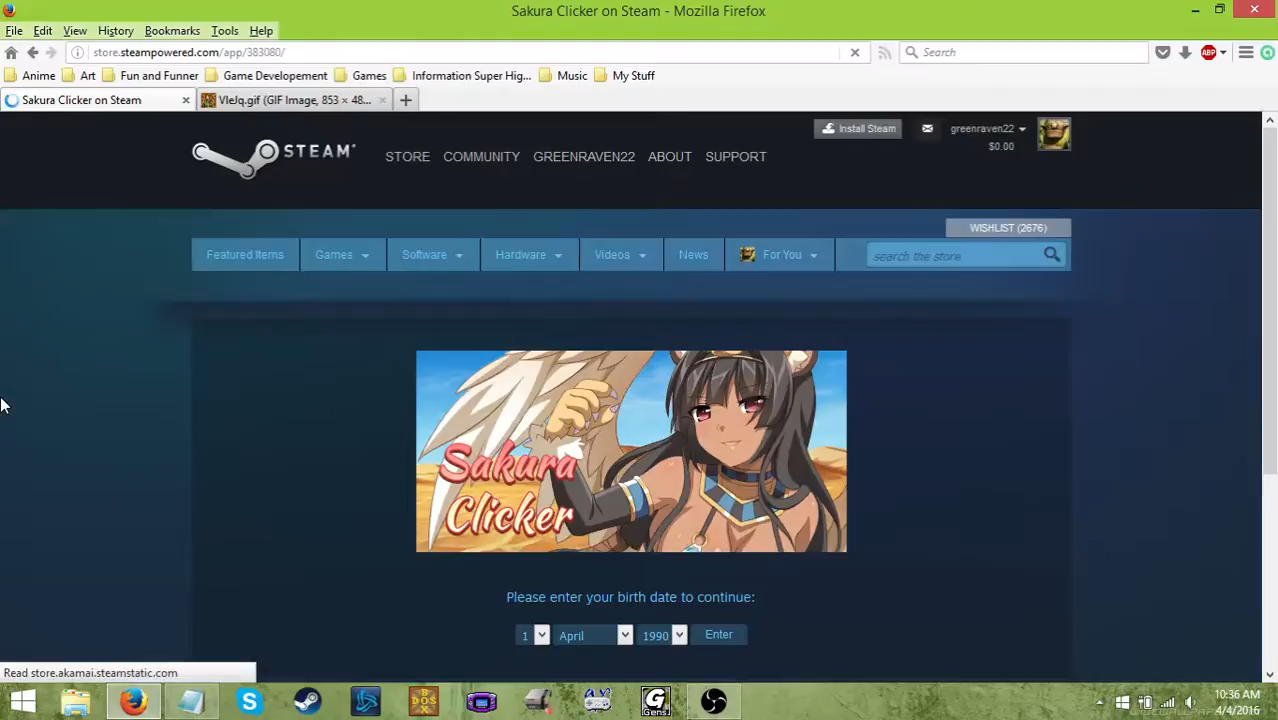 Sakura Clicker on Steam - Mozilla Firefox
File Edit View History Bookmarks Tools Help
store.steampowered.com/app/383080/
Search
ABP
Anime Art Fun and Funner Game Developement Games Information Super Hig... Music My Stuff
Sakura Clicker on Steam
VIeJq.gif (GIF Image, 853 × 48...
Install Steam
greenraven22
$0.00
STEAM
STORE COMMUNITY GREENRAVEN22 ABOUT SUPPORT
WISHLIST (2676)
Featured Items Games Software Hardware Videos News For You
search the store
Sakura
Clicker
Please enter your birth date to continue:
1 April 1990 Enter
Read store.akamai.steamstatic.com
DOS
Gens
10:36 AM
4/4/2016